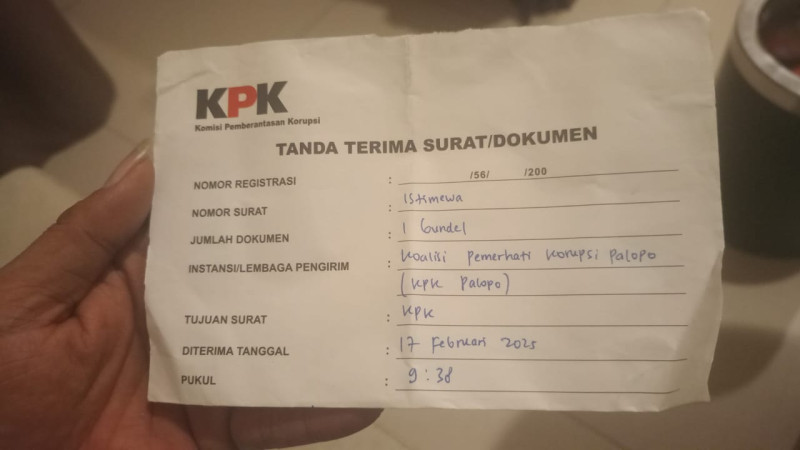 KPK
Komisi Pemberantasan Korupsi
TANDA TERIMA SURAT/DOKUMEN
NOMOR REGISTRASI : /56/ /200
NOMOR SURAT : Istimewa
JUMLAH DOKUMEN : 1 bundel
INSTANSI/LEMBAGA PENGIRIM : Koalisi Pemerhati Korupsi Palopo
(KPK Palopo)
TUJUAN SURAT : KPK
DITERIMA TANGGAL : 17 Februari 2025
PUKUL : 9:38